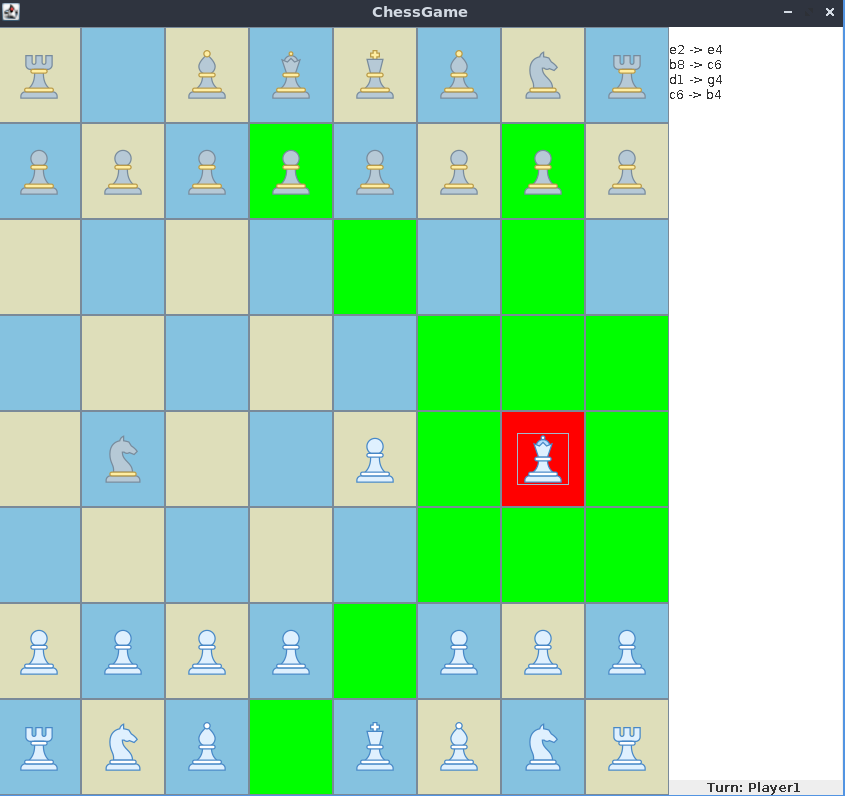 ChessGame
e2 -> e4
b8 -> c6
d1 -> g4
c6 -> b4
Turn: Player1